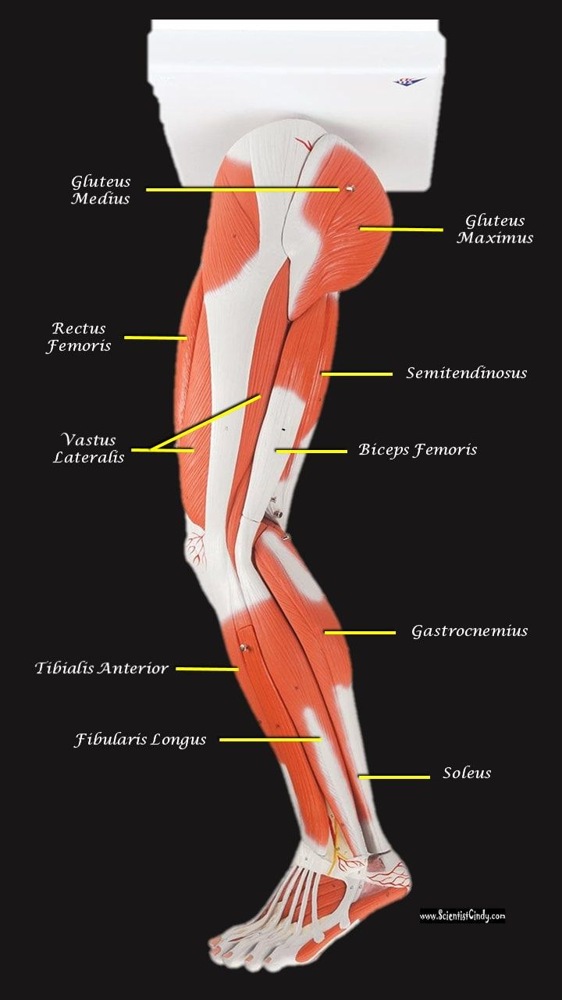 Gluteus
Medius
Gluteus
Maximus
Rectus
Femoris
Semitendinosus
Vastus
Lateralis
Biceps Femoris
Gastrocnemius
Tibialis Anterior
Fibularis Longus
Soleus
www.ScientistCindy.com